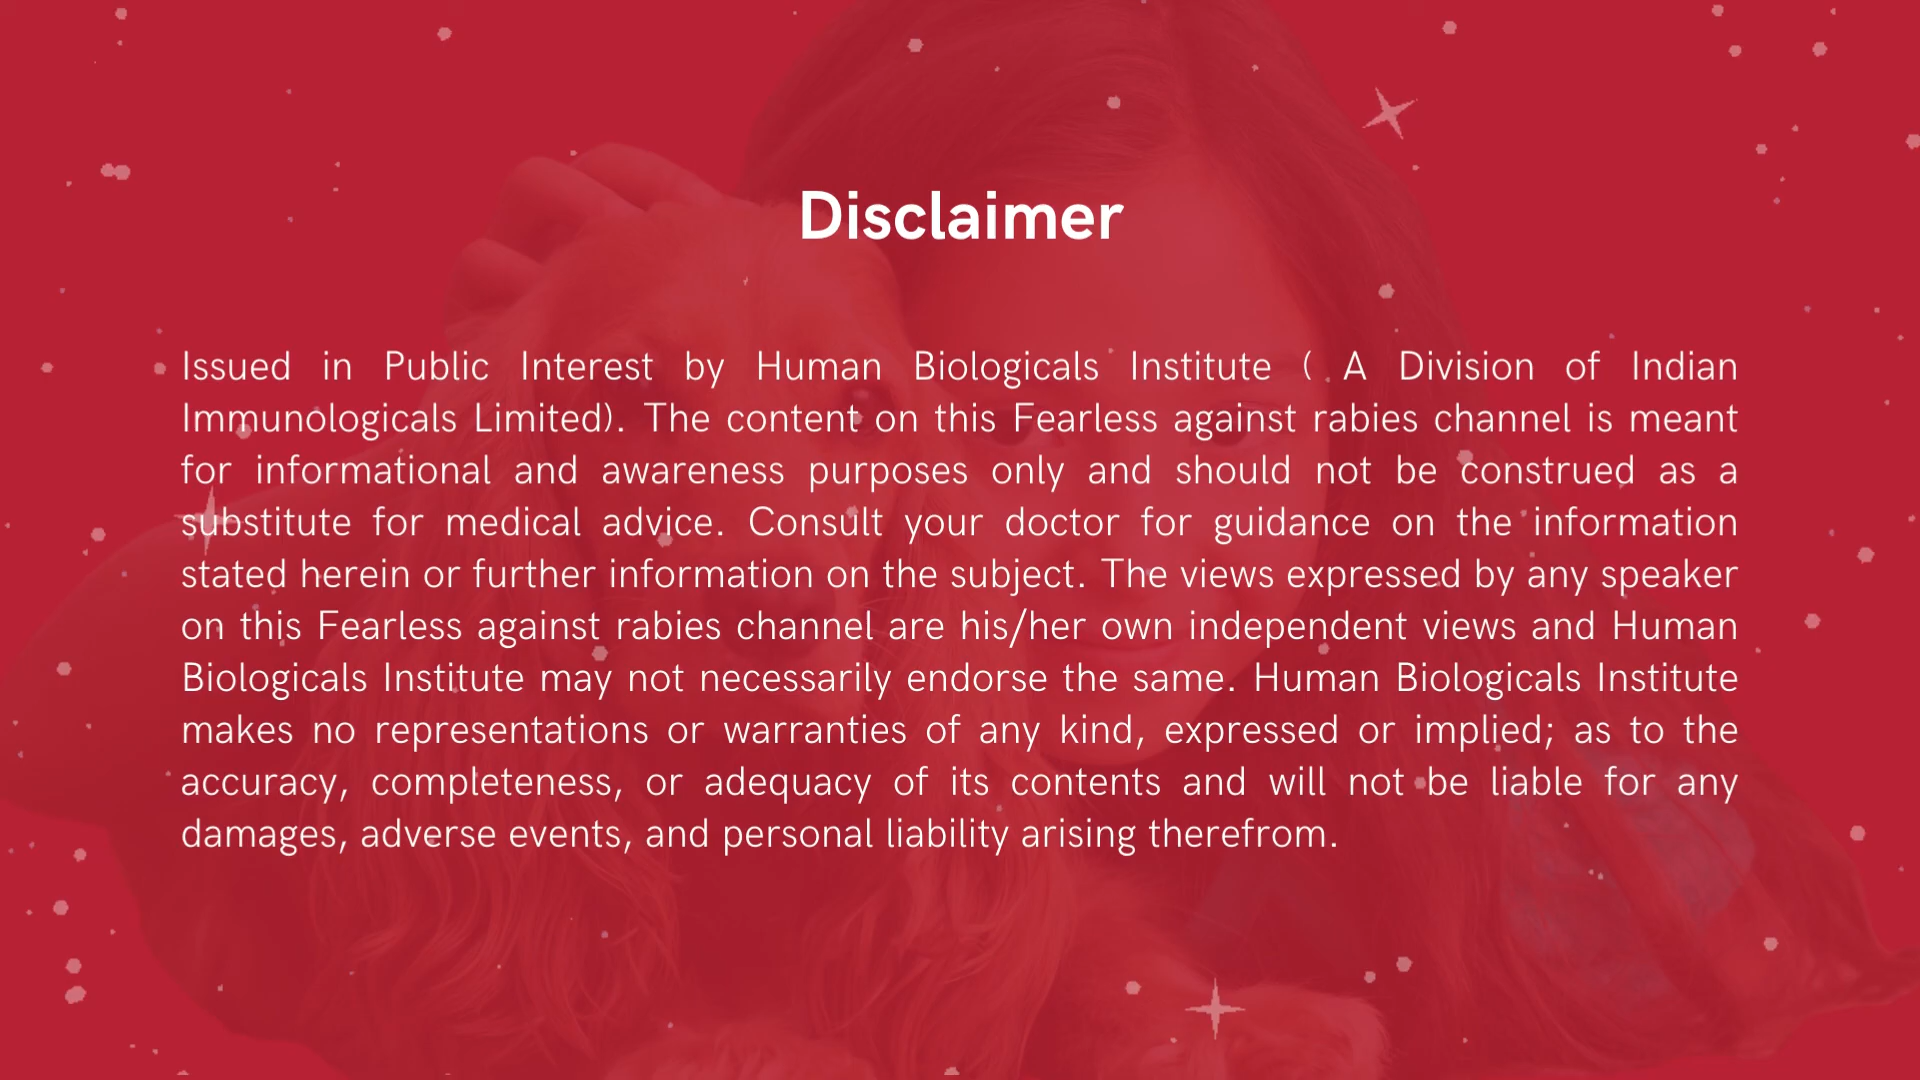 Disclaimer
Issued in Public Interest by Human Biologicals Institute ( A Division of Indian
Immunologicals Limited). The content on this Fearless against rabies channel is meant
for informational and awareness purposes only and should not be construed as a
substitute for medical advice. Consult your doctor for guidance on the information
stated herein or further information on the subject. The views expressed by any speaker
on this Fearless against rabies channel are his/her own independent views and Human
Biologicals Institute may not necessarily endorse the same. Human Biologicals Institute
makes no representations or warranties of any kind, expressed or implied; as to the
accuracy, completeness, or adequacy of its contents and will not be liable for any
damages, adverse events, and personal liability arising therefrom.